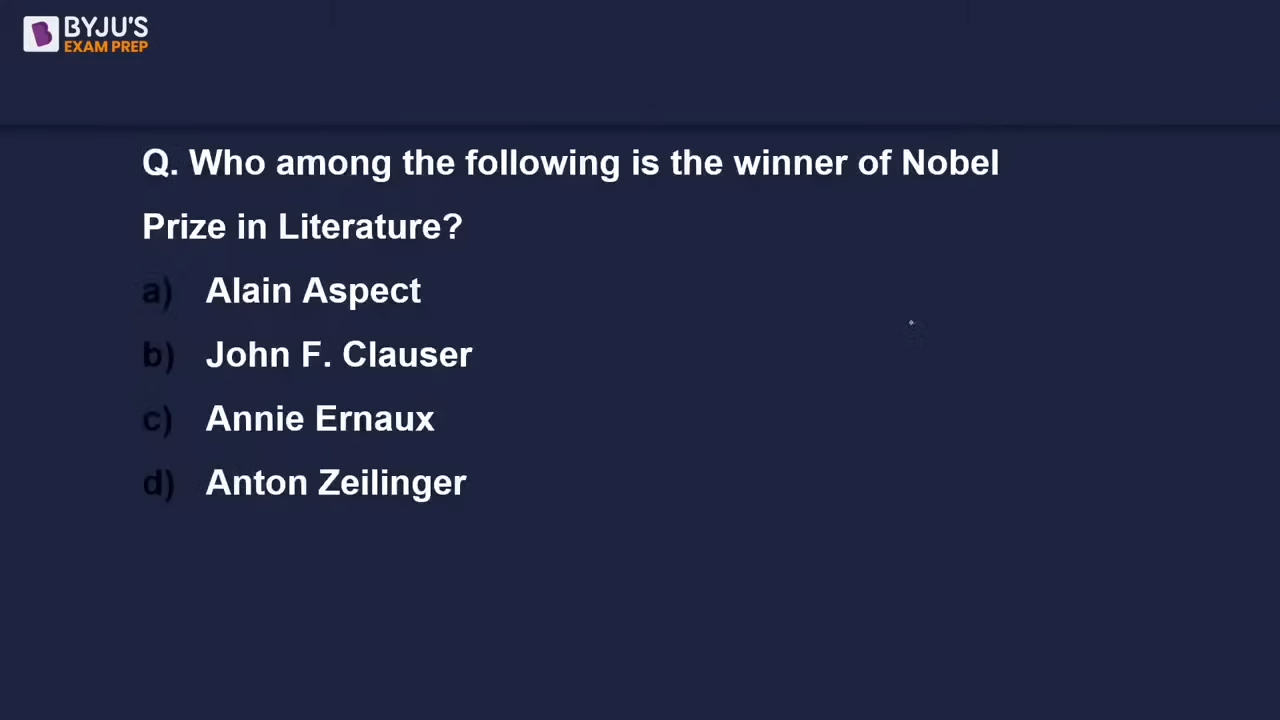 BYJU'S
EXAM PREP
Q. Who among the following is the winner of Nobel
Prize in Literature?
a) Alain Aspect
b) John F. Clauser
c) Annie Ernaux
d) Anton Zeilinger